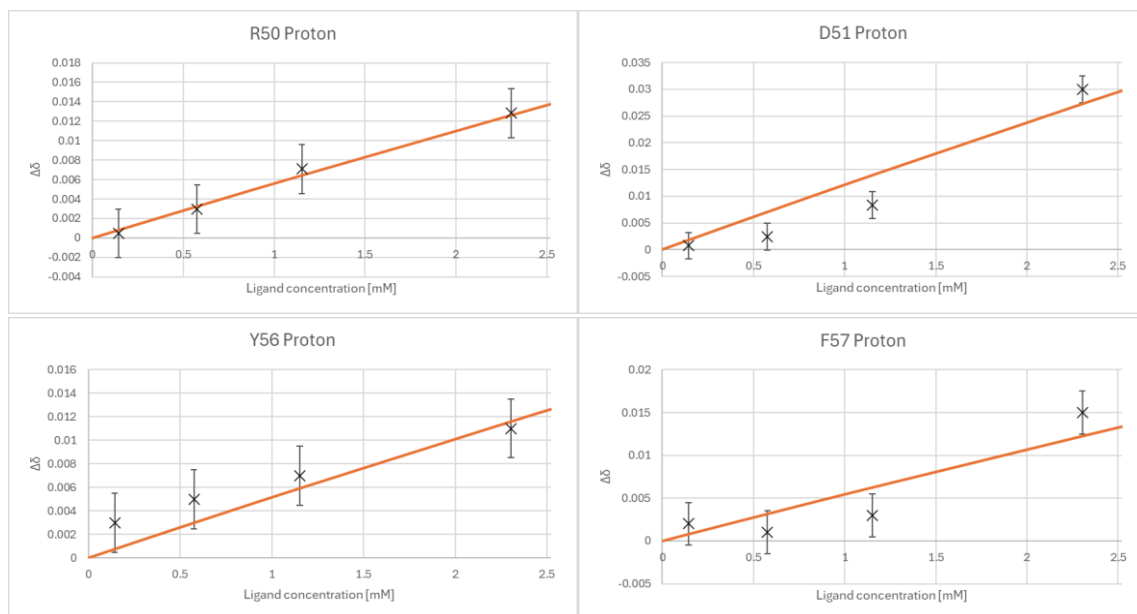 R50 Proton
0.018
0.016
0.014
0.012
0.01
0.008
0.006
0.004
0.002
0
-0.002
-0.004
Δδ
0 0.5 1 1.5 2 2.5
Ligand concentration [mM]
D51 Proton
0.035
0.03
0.025
0.02
0.015
0.01
0.005
0
-0.005
Δδ
0 0.5 1 1.5 2 2.5
Ligand concentration [mM]
Y56 Proton
0.016
0.014
0.012
0.01
0.008
0.006
0.004
0.002
0
Δδ
0 0.5 1 1.5 2 2.5
Ligand concentration [mM]
F57 Proton
0.02
0.015
0.01
0.005
0
-0.005
Δδ
0 0.5 1 1.5 2 2.5
Ligand concentration [mM]